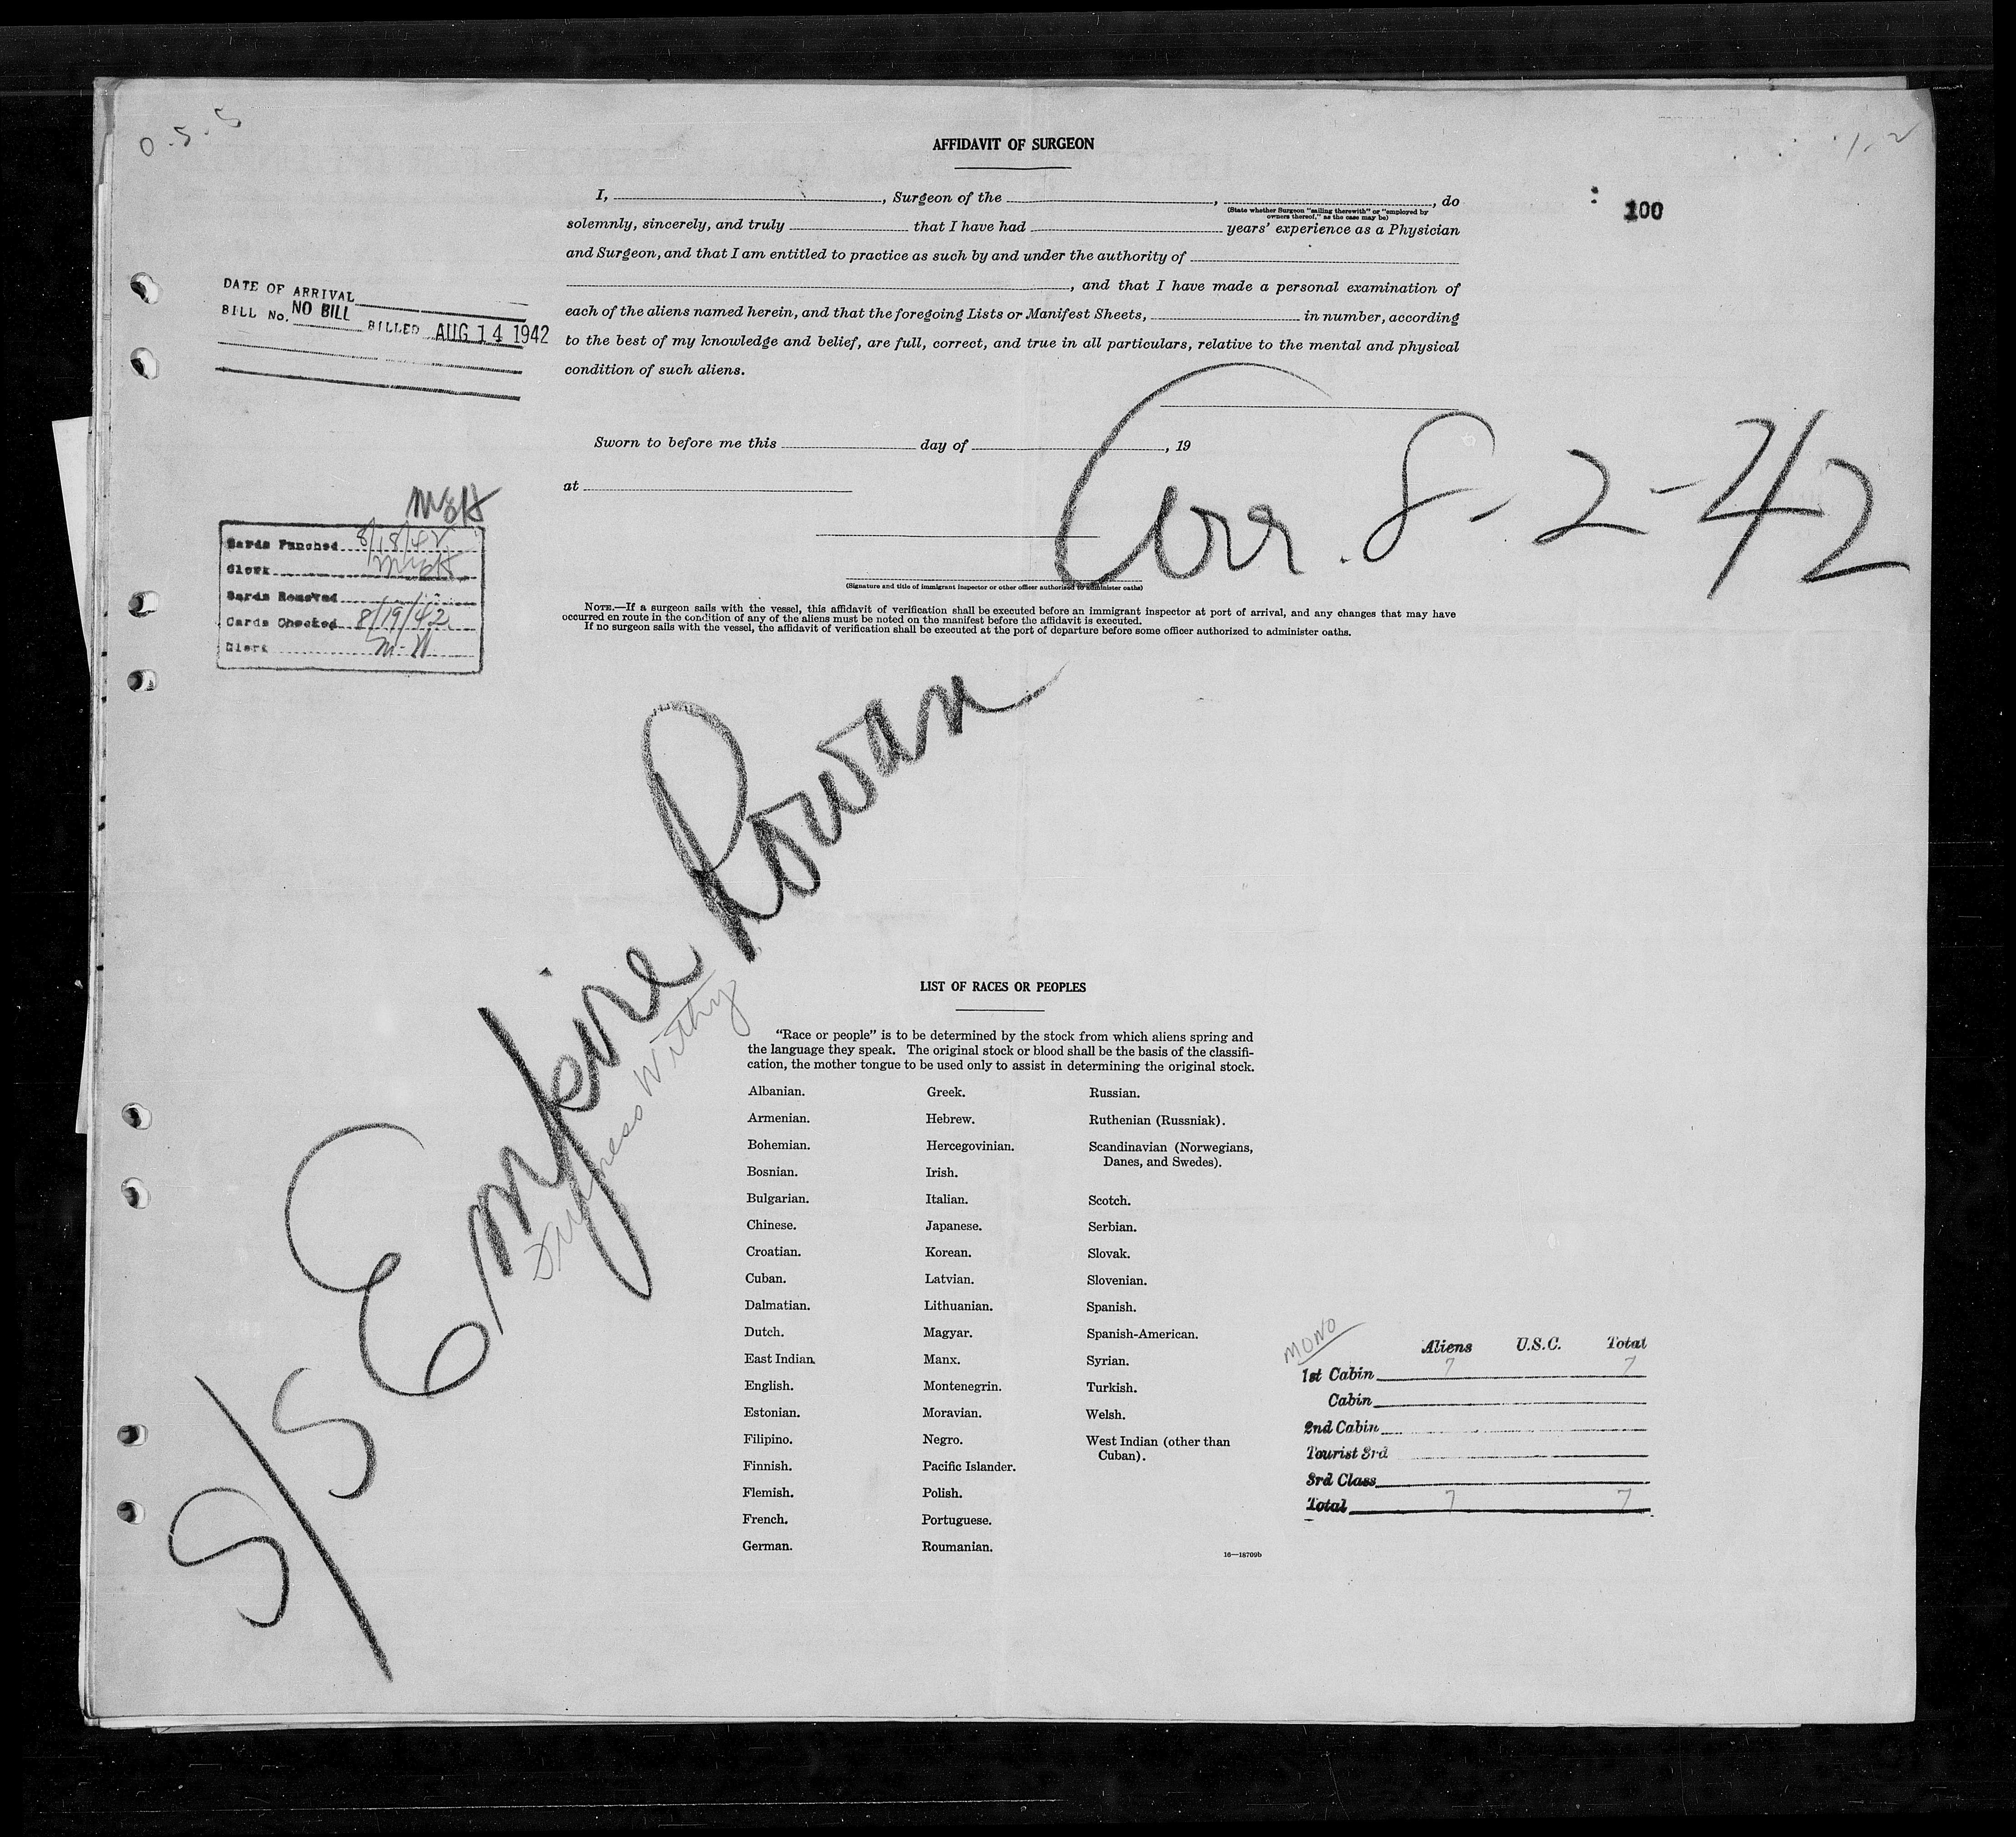 0-5-5
1-2
AFFIDAVIT OF SURGEON
100
I, , Surgeon of the , , do
(State whether Surgeon "sailing therewith" or "employed by
owners thereof," as the case may be)
solemnly, sincerely, and truly that I have had years' experience as a Physician
and Surgeon, and that I am entitled to practice as such by and under the authority of
, and that I have made a personal examination of
each of the aliens named herein, and that the foregoing Lists or Manifest Sheets, in number, according
to the best of my knowledge and belief, are full, correct, and true in all particulars, relative to the mental and physical
condition of such aliens.
DATE OF ARRIVAL
BILL No. NO BILL BILLED AUG 14 1942
Sworn to before me this day of , 19
at
Arr. 8-2-42
(Signature and title of immigrant inspector or other officer authorized to administer oaths)
NOTE.—If a surgeon sails with the vessel, this affidavit of verification shall be executed before an immigrant inspector at port of arrival, and any changes that may have
occurred en route in the condition of any of the aliens must be noted on the manifest before the affidavit is executed.
If no surgeon sails with the vessel, the affidavit of verification shall be executed at the port of departure before some officer authorized to administer oaths.
Cards Punched 8/18/42
Clerk
Cards Removed
Cards Checked 8/19/42
Clerk M-W
S/S Empire Rowan
LIST OF RACES OR PEOPLES
"Race or people" is to be determined by the stock from which aliens spring and
the language they speak. The original stock or blood shall be the basis of the classifi-
cation, the mother tongue to be used only to assist in determining the original stock.
Albanian.
Armenian.
Bohemian.
Bosnian.
Bulgarian.
Chinese.
Croatian.
Cuban.
Dalmatian.
Dutch.
East Indian.
English.
Estonian.
Filipino.
Finnish.
Flemish.
French.
German.
Greek.
Hebrew.
Hercegovinian.
Irish.
Italian.
Japanese.
Korean.
Latvian.
Lithuanian.
Magyar.
Manx.
Montenegrin.
Moravian.
Negro.
Pacific Islander.
Polish.
Portuguese.
Roumanian.
Russian.
Ruthenian (Russniak).
Scandinavian (Norwegians,
Danes, and Swedes).
Scotch.
Serbian.
Slovak.
Slovenian.
Spanish.
Spanish-American.
Syrian.
Turkish.
Welsh.
West Indian (other than
Cuban).
16—18709b
MONO
Aliens U.S.C. Total
1st Cabin 7 7
Cabin
2nd Cabin
Tourist 3rd
3rd Class
Total 7 7